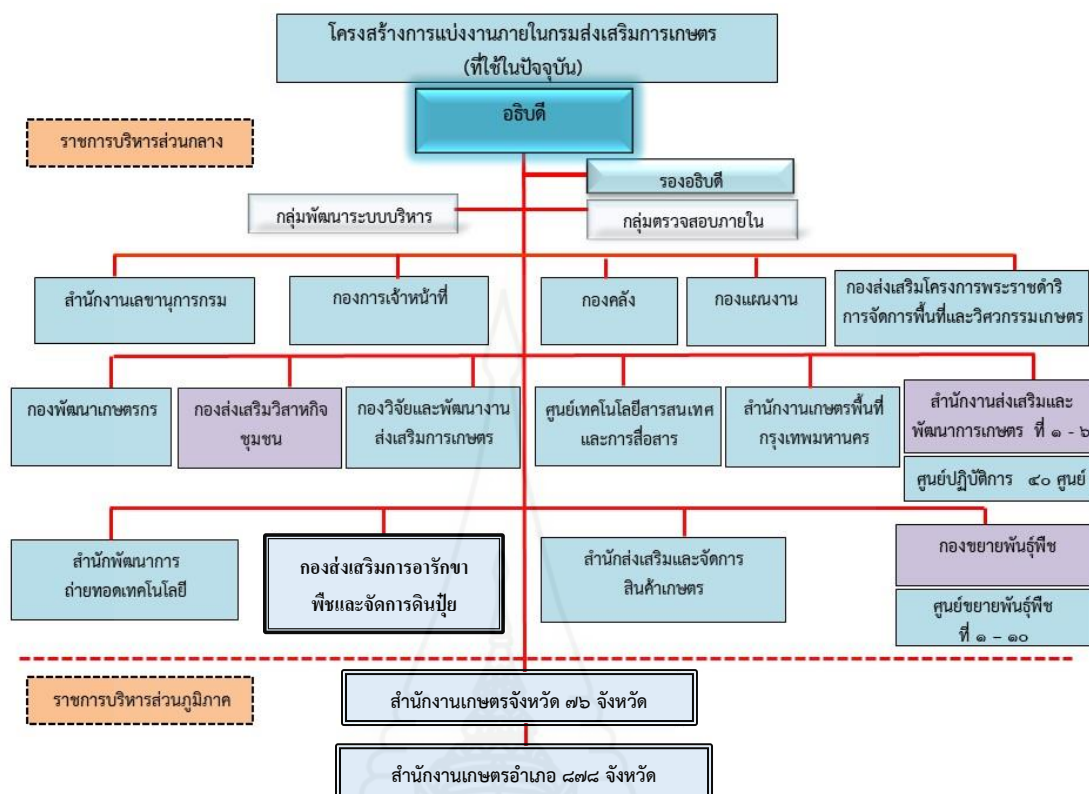 โครงสร้างการแบ่งงานภายในกรมส่งเสริมการเกษตร
(ที่ใช้ในปัจจุบัน)
อธิบดี
ราชการบริหารส่วนกลาง
รองอธิบดี
กลุ่มพัฒนาระบบบริหาร
กลุ่มตรวจสอบภายใน
สำนักงานเลขานุการกรม
กองการเจ้าหน้าที่
กองคลัง
กองแผนงาน
กองส่งเสริมโครงการพระราชดำริ
การจัดการพื้นที่และวิศวกรรมเกษตร
กองพัฒนาเกษตรกร
กองส่งเสริมวิสาหกิจ
ชุมชน
กองวิจัยและพัฒนางาน
ส่งเสริมการเกษตร
ศูนย์เทคโนโลยีสารสนเทศ
และการสื่อสาร
สำนักงานเกษตรพื้นที่
กรุงเทพมหานคร
สำนักงานส่งเสริมและ
พัฒนาการเกษตร ที่ ๑ - ๖
ศูนย์ปฏิบัติการ ๔๐ ศูนย์
สำนักพัฒนาการ
ถ่ายทอดเทคโนโลยี
กองส่งเสริมการอารักขา
พืชและจัดการดินปุ๋ย
สำนักส่งเสริมและจัดการ
สินค้าเกษตร
กองขยายพันธุ์พืช
ศูนย์ขยายพันธุ์พืช
ที่ ๑ – ๑๐
ราชการบริหารส่วนภูมิภาค
สำนักงานเกษตรจังหวัด ๗๖ จังหวัด
สำนักงานเกษตรอำเภอ ๘๗๘ จังหวัด